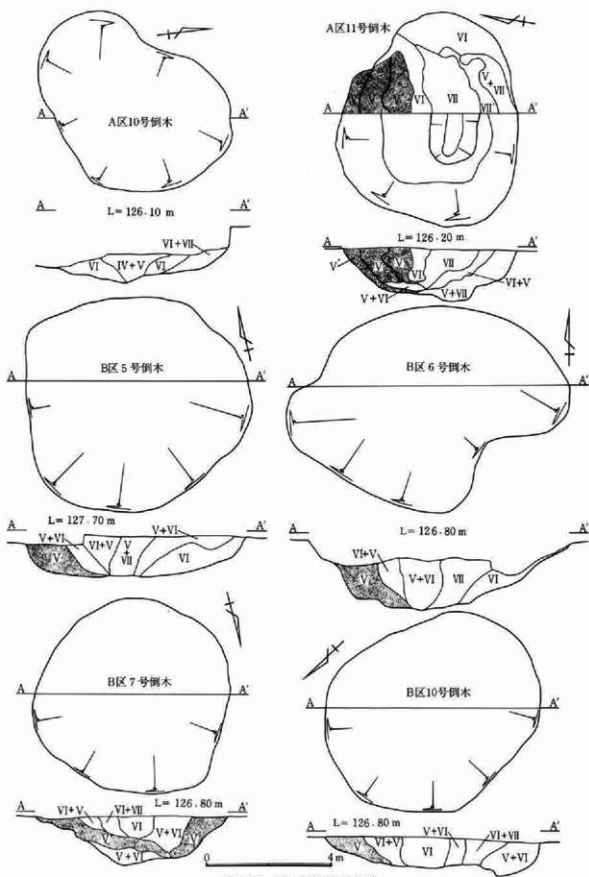 A区10号倒木
A A′
L=126.10 m
A A′
VI IV+V VI VI+VII
A区11号倒木
VI
V+VII
V V VI VII VII′
A A′
L=126.20 m
A A′
V′ V V VI VII
V+VI V+VII VI+V
B区5号倒木
A A′
L=127.70 m
A A′
V+VI VI+V V+VII V+VI
V VI
B区6号倒木
A A′
L=126.80 m
A A′
VI+V
V V+VI VII VI
B区7号倒木
A A′
L=126.80 m
A A′
VI+V VI+VII
VI V+VI
V V
V+VI
0 4m
B区10号倒木
A A′
L=126.80 m
A A′
V+VI
V VI+V VI VI+VII
V+VI